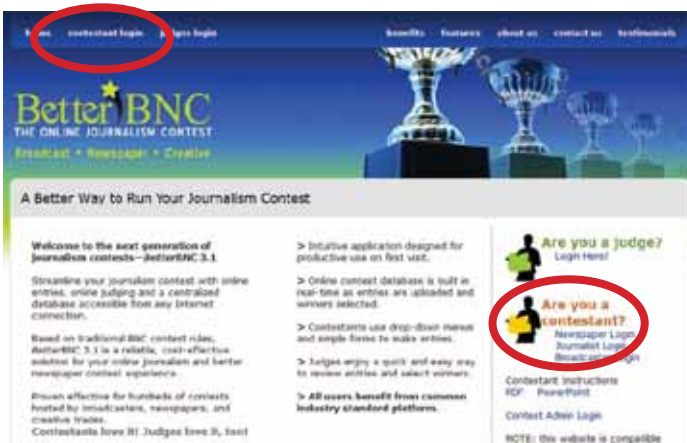 home contestant login judges login benefits features about us contact us testimonials
Better BNC
THE ONLINE JOURNALISM CONTEST
Broadcast • Newspaper • Creative
A Better Way to Run Your Journalism Contest
Welcome to the next generation of
journalism contests—BetterBNC 3.1
Streamline your journalism contest with online
entries, online judging and a centralized
database accessible from any Internet
connection.
Based on traditional BNC contest rules,
BetterBNC 3.1 is a reliable, cost-effective
solution for your online journalism and better
newspaper contest experience.
Proven effective for hundreds of contests
hosted by broadcasters, newspapers, and
creative trades.
Contestants love it! Judges love it, too!
> Intuitive application designed for
productive use on first visit.
> Online contest database is built in
real-time as entries are uploaded and
winners selected.
> Contestants use drop-down menus
and simple forms to make entries.
> Judges enjoy a quick and easy way
to review entries and select winners.
> All users benefit from common
industry standard platform.
Are you a judge?
Login Here!
Are you a
contestant?
Newspaper Login
Journalist Login
Broadcaster Login
Contestant Instructions
PDF PowerPoint
Contest Admin Login
NOTE: this website is compatible